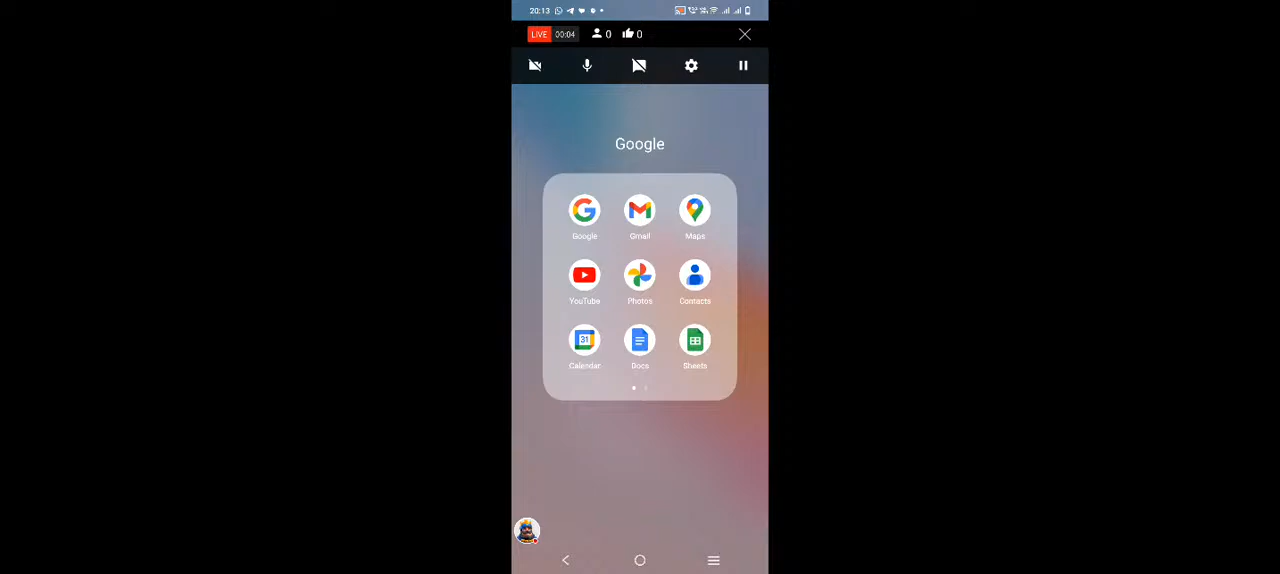 20:13
LIVE 00:04 0 0
Google
Google Gmail Maps
YouTube Photos Contacts
31
Calendar Docs Sheets